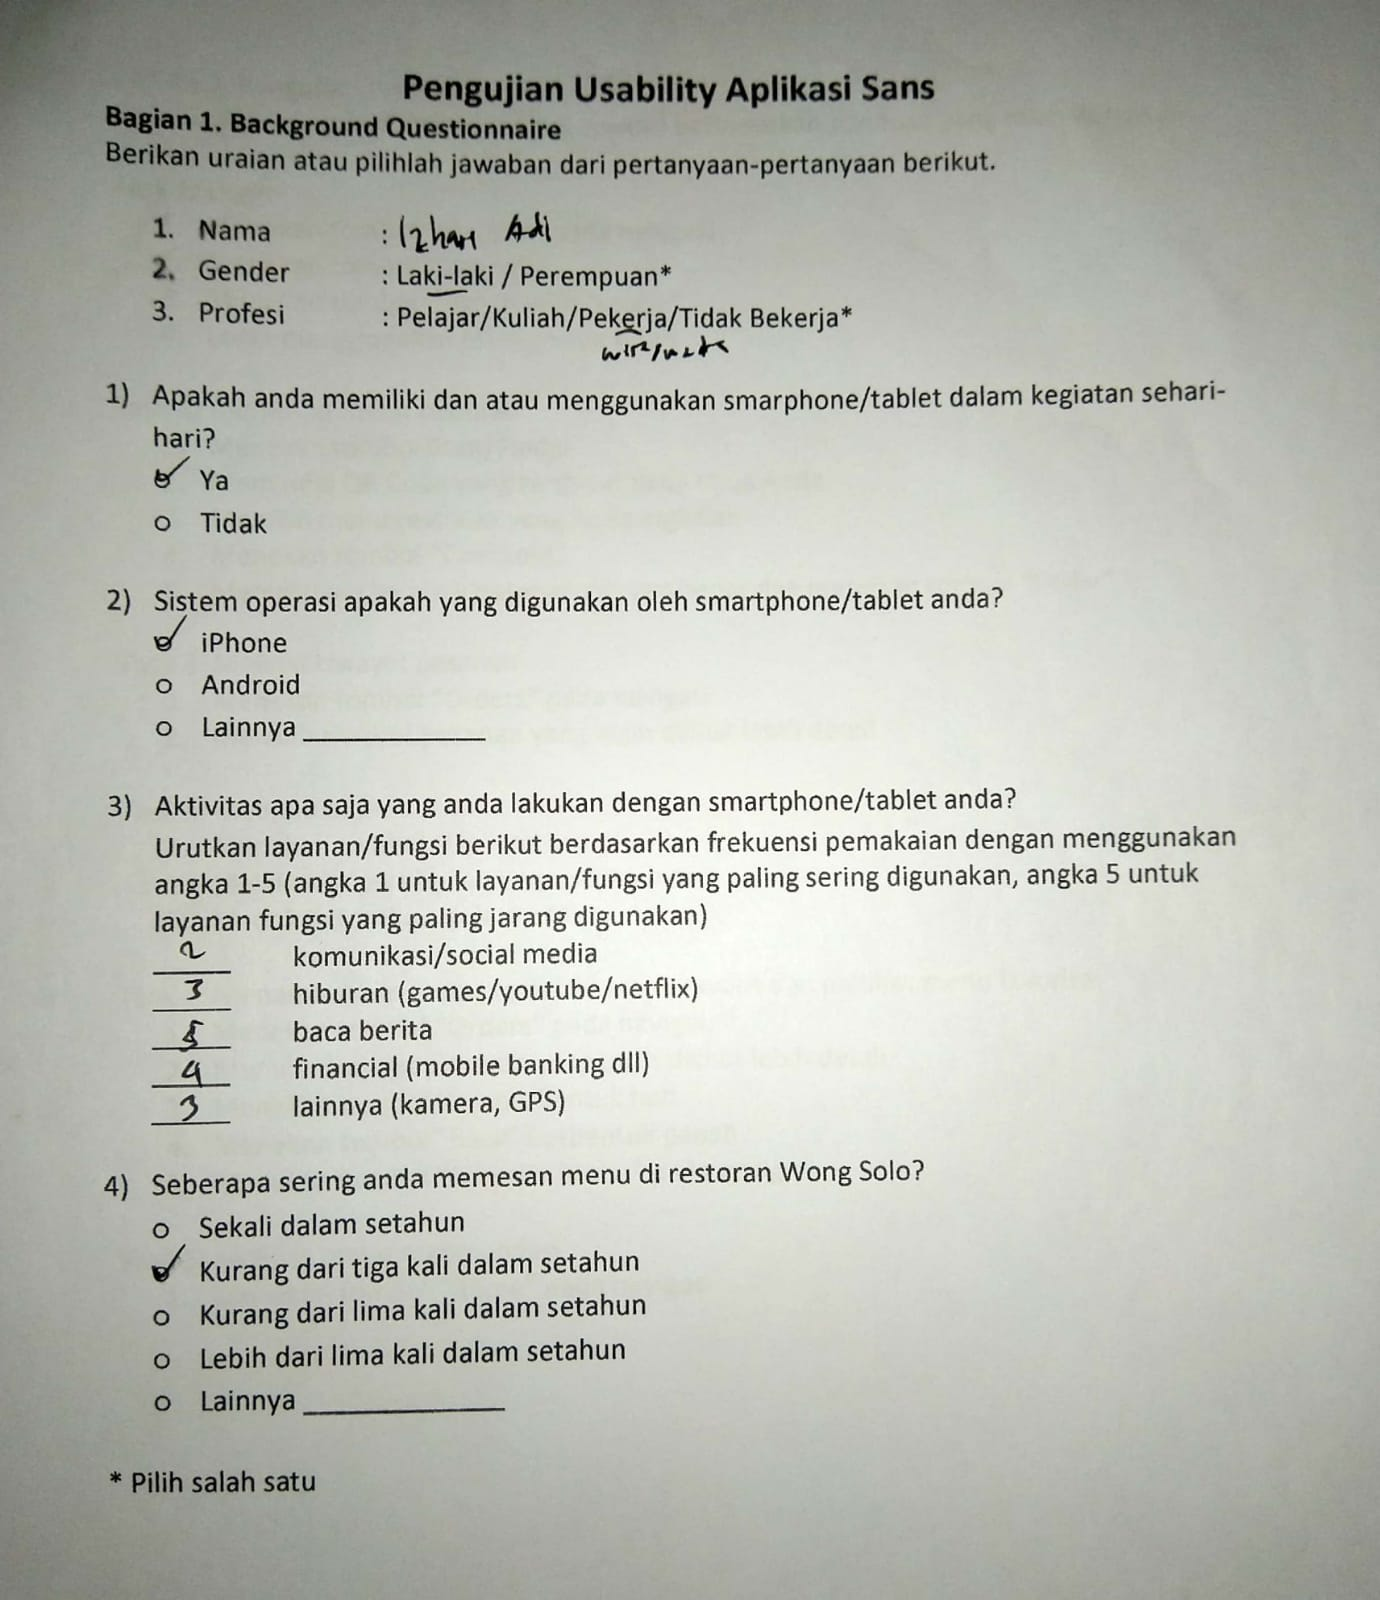 Pengujian Usability Aplikasi Sans
Bagian 1. Background Questionnaire
Berikan uraian atau pilihlah jawaban dari pertanyaan-pertanyaan berikut.
1. Nama : Izhan Adi
2. Gender : Laki-laki / Perempuan*
3. Profesi : Pelajar/Kuliah/Pekerja/Tidak Bekerja*
1) Apakah anda memiliki dan atau menggunakan smarphone/tablet dalam kegiatan sehari-
hari?
Ya
Tidak
2) Sistem operasi apakah yang digunakan oleh smartphone/tablet anda?
iPhone
Android
Lainnya
3) Aktivitas apa saja yang anda lakukan dengan smartphone/tablet anda?
Urutkan layanan/fungsi berikut berdasarkan frekuensi pemakaian dengan menggunakan
angka 1-5 (angka 1 untuk layanan/fungsi yang paling sering digunakan, angka 5 untuk
layanan fungsi yang paling jarang digunakan)
2 komunikasi/social media
3 hiburan (games/youtube/netflix)
5 baca berita
4 financial (mobile banking dll)
3 lainnya (kamera, GPS)
4) Seberapa sering anda memesan menu di restoran Wong Solo?
Sekali dalam setahun
Kurang dari tiga kali dalam setahun
Kurang dari lima kali dalam setahun
Lebih dari lima kali dalam setahun
Lainnya
* Pilih salah satu